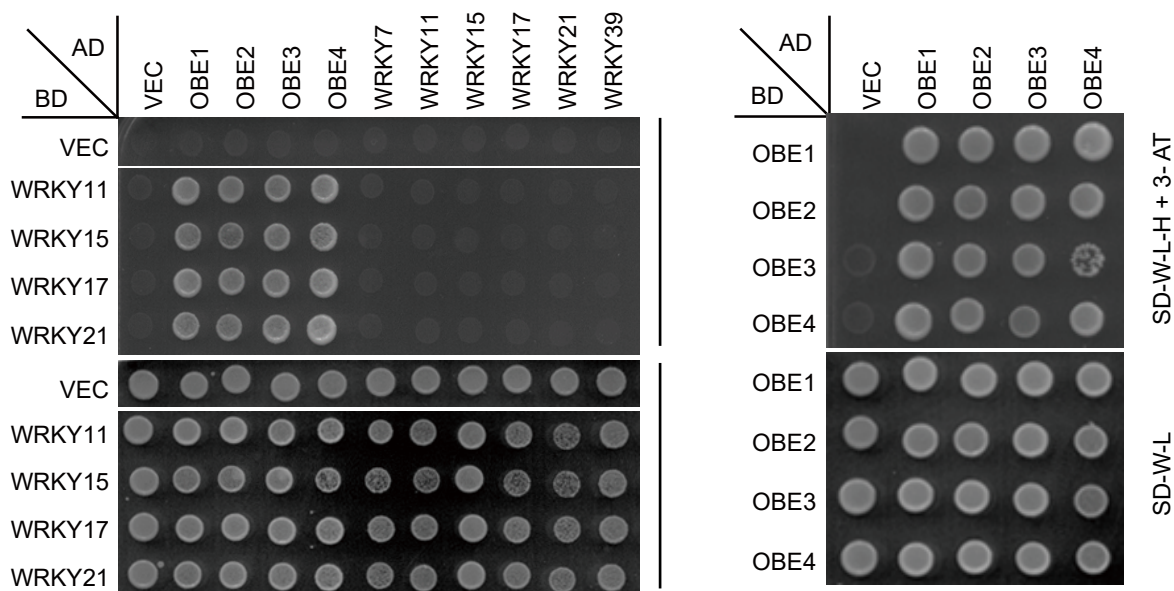 AD
BD
VEC
OBE1
OBE2
OBE3
OBE4
WRKY7
WRKY11
WRKY15
WRKY17
WRKY21
WRKY39
VEC
WRKY11
WRKY15
WRKY17
WRKY21
VEC
WRKY11
WRKY15
WRKY17
WRKY21
AD
BD
VEC
OBE1
OBE2
OBE3
OBE4
OBE1
OBE2
OBE3
OBE4
OBE1
OBE2
OBE3
OBE4
SD-W-L-H + 3- AT
SD-W-L